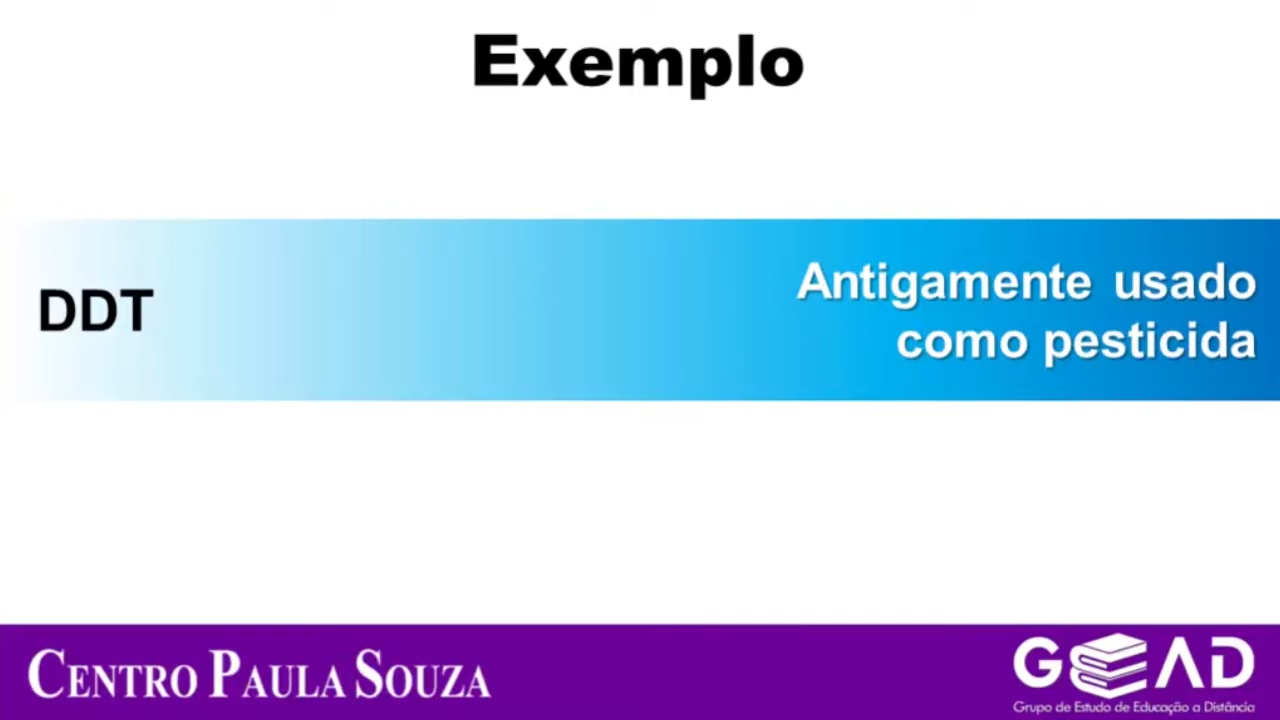 Exemplo
DDT
Antigamente usado
como pesticida
CENTRO PAULA SOUZA
GEAD
Grupo de Estudo de Educação a Distância